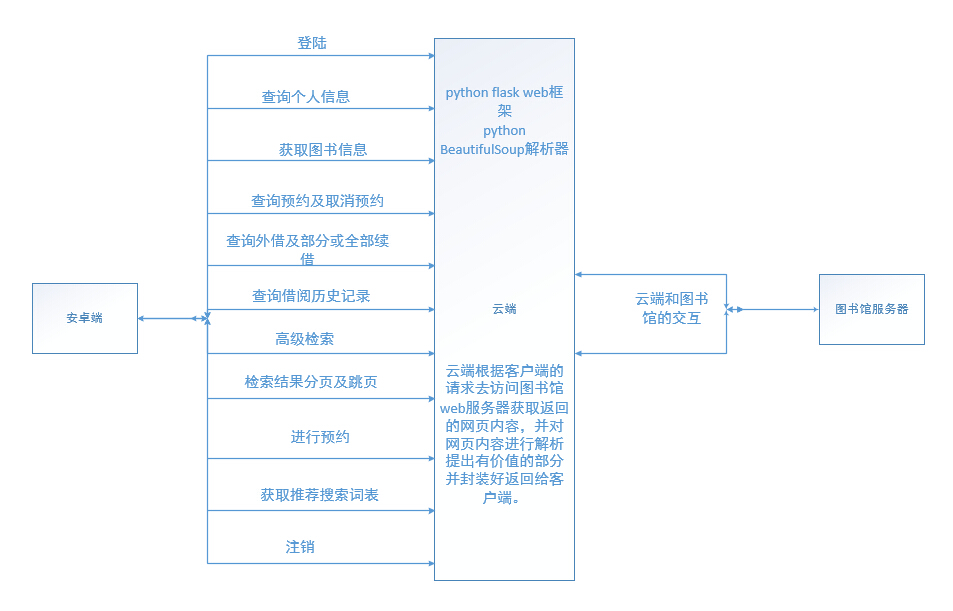 登陆
查询个人信息
获取图书信息
查询预约及取消预约
查询外借及部分或全部续
借
查询借阅历史记录
高级检索
检索结果分页及跳页
进行预约
获取推荐搜索词表
注销
安卓端
python flask web框
架
python
BeautifulSoup解析器
云端
云端根据客户端的
请求去访问图书馆
web服务器获取返回
的网页内容，并对
网页内容进行解析
提出有价值的部分
并封装好返回给客
户端。
云端和图书
馆的交互
图书馆服务器